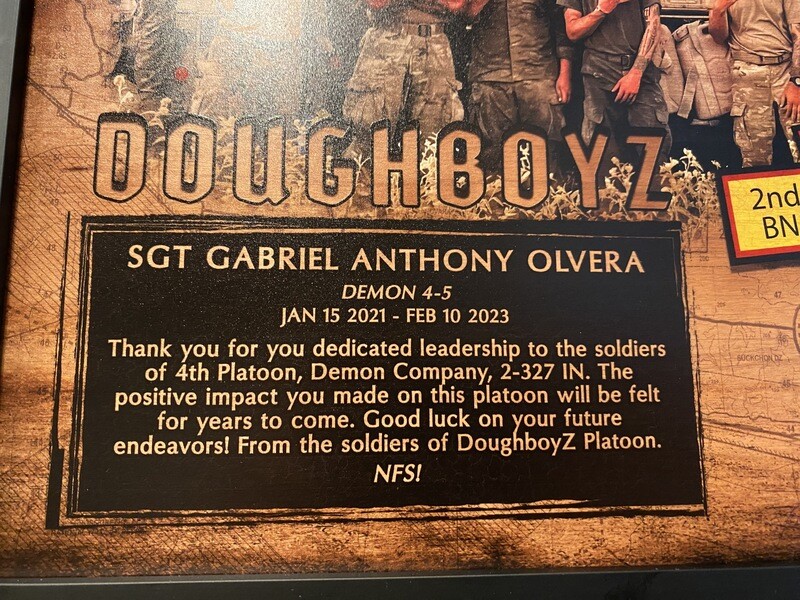 DOUGHBOYZ
2nd
BN
SGT GABRIEL ANTHONY OLVERA
DEMON 4-5
JAN 15 2021 - FEB 10 2023
Thank you for you dedicated leadership to the soldiers
of 4th Platoon, Demon Company, 2-327 IN. The
positive impact you made on this platoon will be felt
for years to come. Good luck on your future
endeavors! From the soldiers of DoughboyZ Platoon.
NFS!